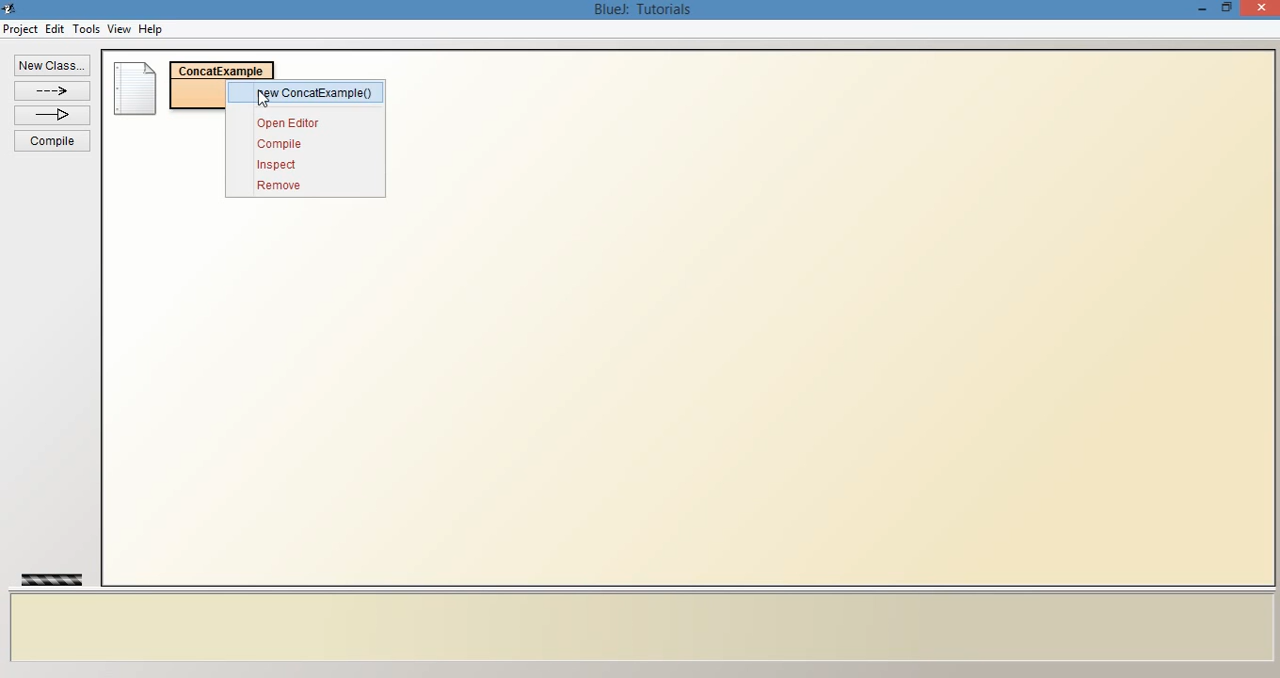 BlueJ: Tutorials
Project Edit Tools View Help
New Class...
Compile
ConcatExample
new ConcatExample()
Open Editor
Compile
Inspect
Remove